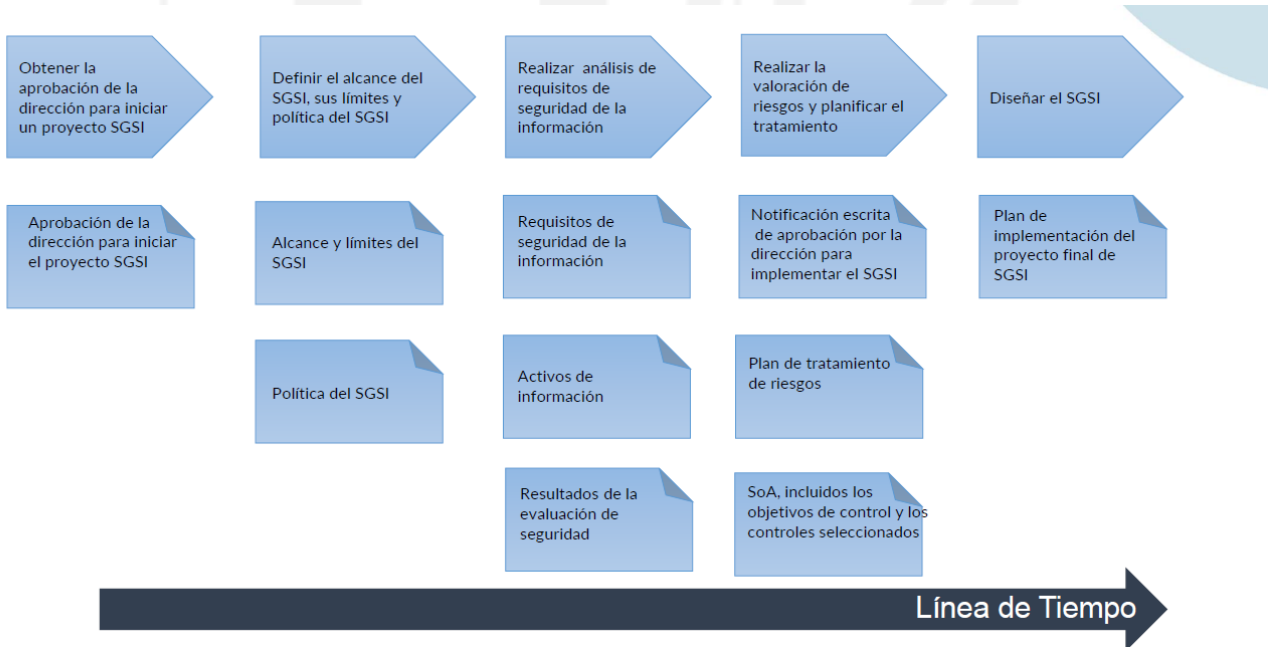 Obtener la
aprobación de la
dirección para iniciar
un proyecto SGSI
Definir el alcance del
SGSI, sus límites y
política del SGSI
Realizar análisis de
requisitos de
seguridad de la
información
Realizar la
valoración de
riesgos y planificar el
tratamiento
Diseñar el SGSI
Aprobación de la
dirección para iniciar
el proyecto SGSI
Alcance y límites del
SGSI
Requisitos de
seguridad de la
información
Notificación escrita
de aprobación por la
dirección para
implementar el SGSI
Plan de
implementación del
proyecto final de
SGSI
Política del SGSI
Activos de
información
Plan de tratamiento
de riesgos
Resultados de la
evaluación de
seguridad
SoA, incluidos los
objetivos de control y los
controles seleccionados
Línea de Tiempo